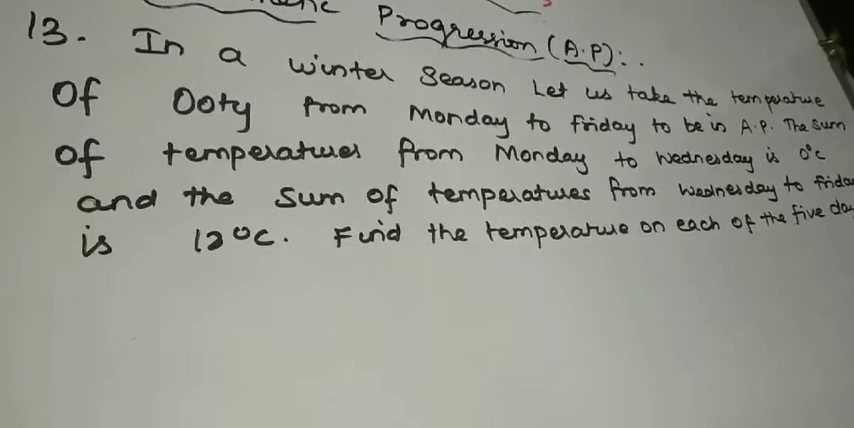 Progression (A.P):.
13. In a winter Season Let us take the temperature
Of Ooty from Monday to friday to be in A.P. The sum
of temperatures from Monday to Wednesday is 0°c
and the sum of temperatures from wednesday to friday
is 12°C. Find the temperature on each of the five day